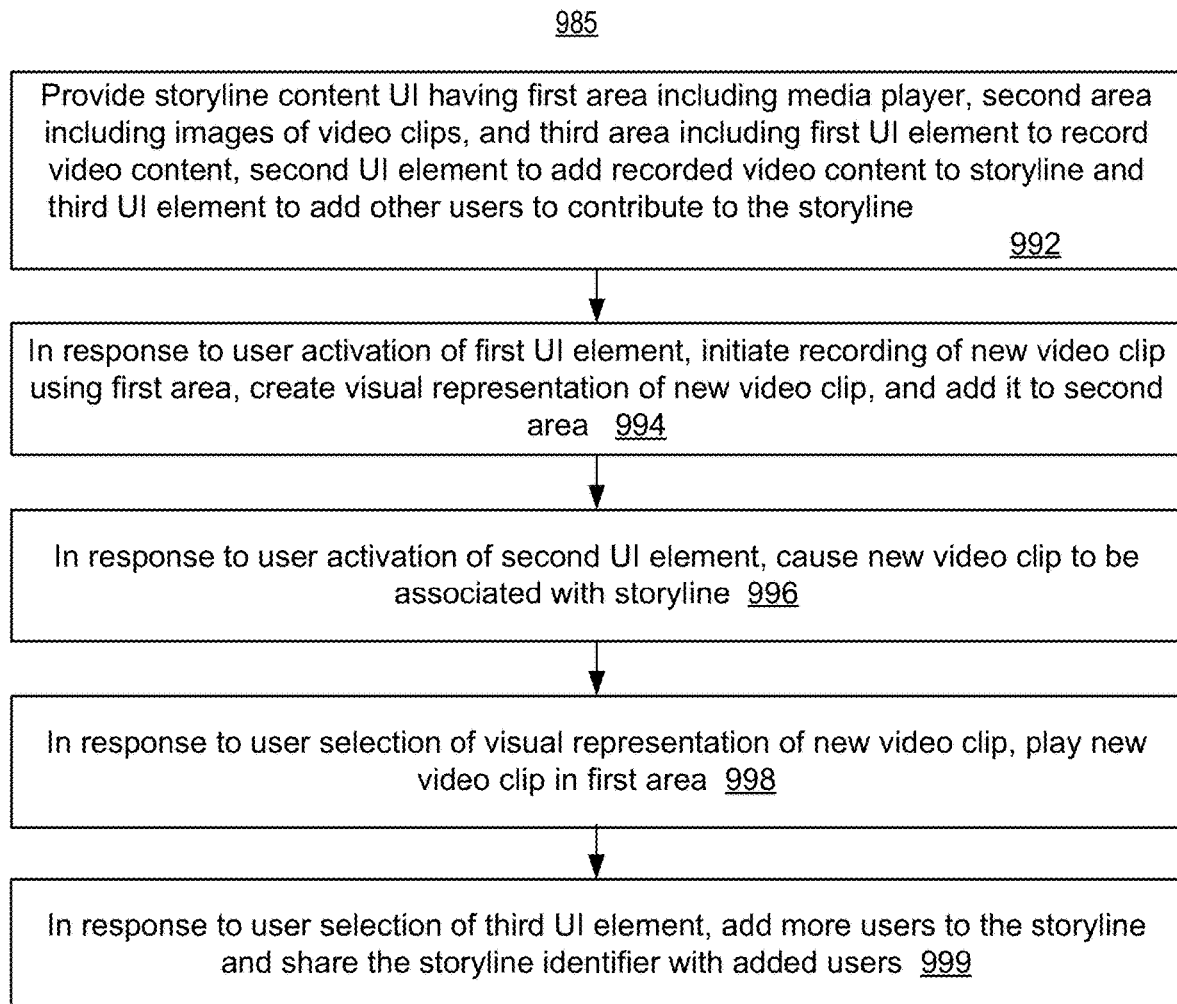 985
Provide storyline content UI having first area including media player, second area
including images of video clips, and third area including first UI element to record
video content, second UI element to add recorded video content to storyline and
third UI element to add other users to contribute to the storyline
992
In response to user activation of first UI element, initiate recording of new video clip
using first area, create visual representation of new video clip, and add it to second
area 994
In response to user activation of second UI element, cause new video clip to be
associated with storyline 996
In response to user selection of visual representation of new video clip, play new
video clip in first area 998
In response to user selection of third UI element, add more users to the storyline
and share the storyline identifier with added users 999